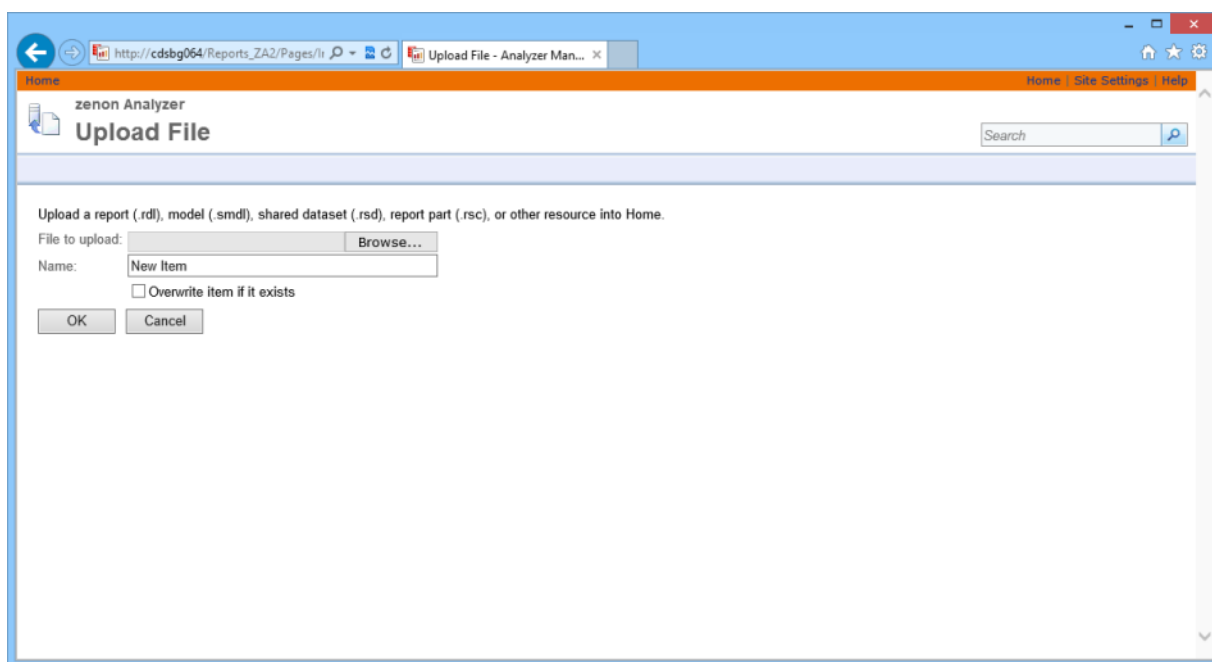 http://cdsbg064/Reports_ZA2/Pages/Ir
Upload File - Analyzer Man...
Home
Home | Site Settings | Help
zenon Analyzer
Upload File
Search
Upload a report (.rdl), model (.smdl), shared dataset (.rsd), report part (.rsc), or other resource into Home.
File to upload: Browse...
Name: New Item
Overwrite item if it exists
OK Cancel